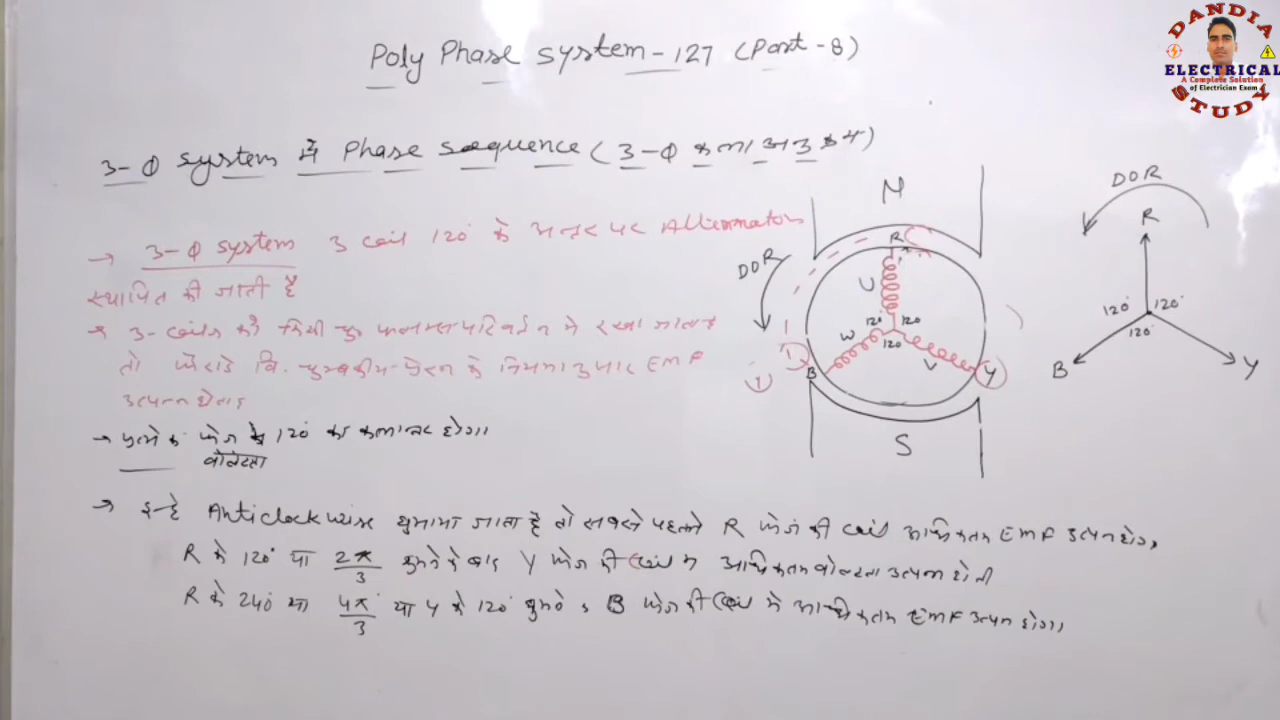 Poly Phase System - 127 (Part - 8)
DANDIA
ELECTRICAL
A Complete Solution
of Electrician Exam
STUDY
3-Φ system में Phase sequence (3-Φ कला अनुक्रम)
→ 3-Φ system 3 coil 120° के अन्तर पर Alternator
स्थापित की जाती है
→ 3-coils को किसी चुम्बकीय में रखा जाता है
तो फैराडे वि. चुम्बकीय प्रेरण के नियमानुसार EMF
उत्पन्न होता है
→ प्रत्येक फेज के 120° का कलान्तर होगा।
वोल्टता
→ इन्हे Anticlockwise घुमाया जाता है तो सबसे पहले R फेज की coil अधिकतम EMF उत्पन्न होगा,
R के 120° या 2π/3 घुमने के बाद Y फेज की coil में अधिकतम वोल्टता उत्पन्न होती
R के 240° या 4π/3 या Y के 120° घुमने B फेज की coil मे अधिकतम EMF उत्पन्न होगा,
N
DOR
R
U
120° 120
120
W
V
B
Y
S
DOR
R
120° 120°
120°
B
Y